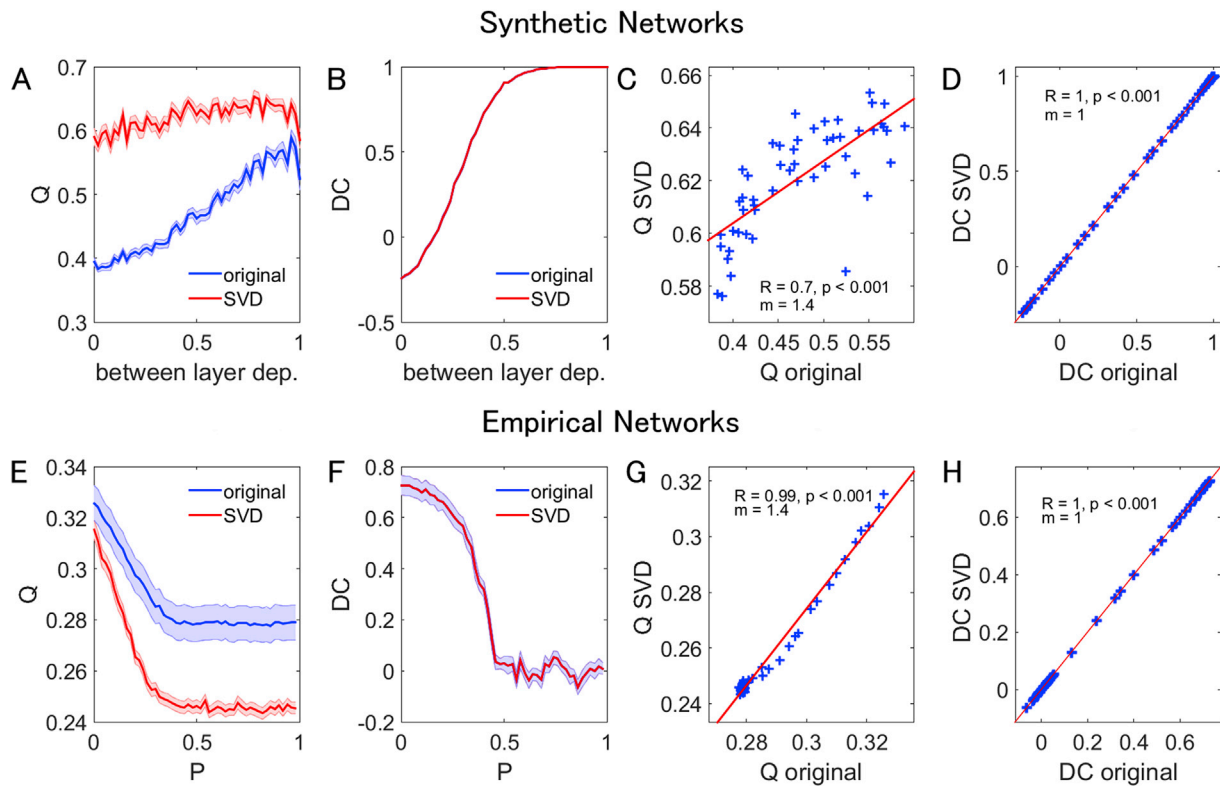 Synthetic Networks
A
0.7
0.6
0.5
0.4
0.3
Q
original
SVD
0
0.5
1
between layer dep.
B
1
0.5
0
-0.5
DC
original
SVD
0
0.5
1
between layer dep.
C
0.66
0.64
0.62
0.6
0.58
Q SVD
R = 0.7, p < 0.001
m = 1.4
0.4
0.45
0.5
0.55
Q original
D
1
0.5
0
DC SVD
R = 1, p < 0.001
m = 1
0
0.5
1
DC original
Empirical Networks
E
0.34
0.32
0.3
0.28
0.26
0.24
Q
original
SVD
0
0.5
1
P
F
0.8
0.6
0.4
0.2
0
-0.2
DC
original
SVD
0
0.5
1
P
G
0.32
0.3
0.28
0.26
0.24
Q SVD
R = 0.99, p < 0.001
m = 1.4
0.28
0.3
0.32
Q original
H
0.6
0.4
0.2
0
DC SVD
R = 1, p < 0.001
m = 1
0
0.2
0.4
0.6
DC original